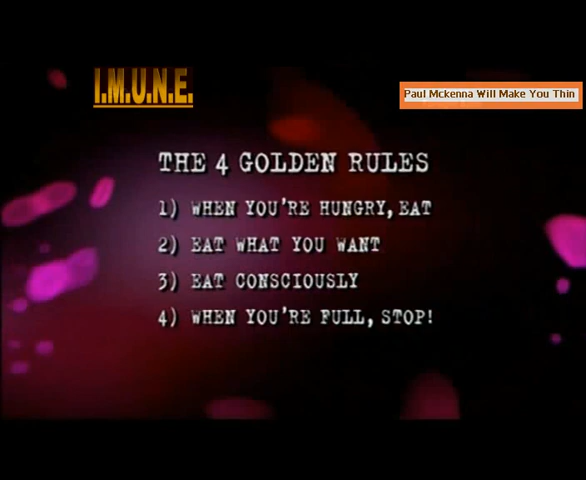 I.M.U.N.E.
Paul Mckenna Will Make You Thin
THE 4 GOLDEN RULES
1) WHEN YOU'RE HUNGRY, EAT
2) EAT WHAT YOU WANT
3) EAT CONSCIOUSLY
4) WHEN YOU'RE FULL, STOP!